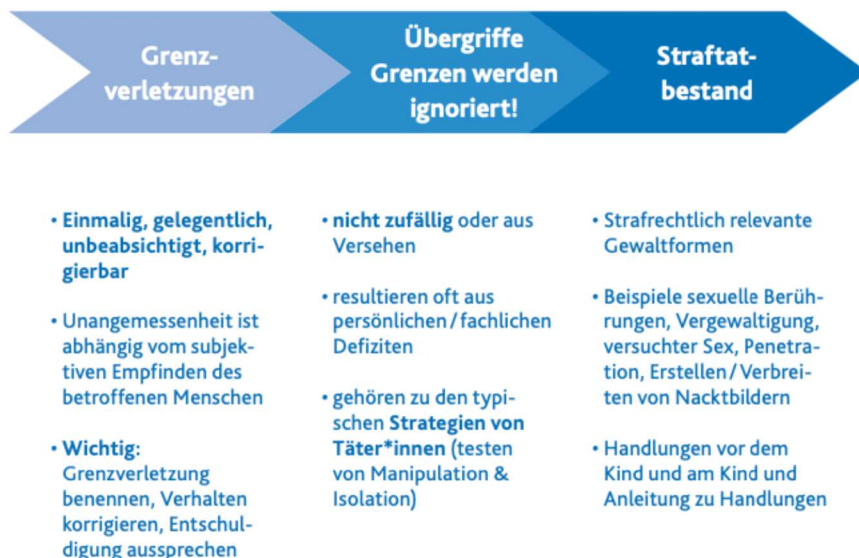 Grenz-
verletzungen
Übergriffe
Grenzen werden
ignoriert!
Straftat-
bestand
• Einmalig, gelegentlich,
unbeabsichtigt, korri-
gierbar
• Unangemessenheit ist
abhängig vom subjek-
tiven Empfinden des
betroffenen Menschen
• Wichtig:
Grenzverletzung
benennen, Verhalten
korrigieren, Entschul-
digung aussprechen
• nicht zufällig oder aus
Versehen
• resultieren oft aus
persönlichen / fachlichen
Defiziten
• gehören zu den typi-
schen Strategien von
Täter*innen (testen
von Manipulation &
Isolation)
• Strafrechtlich relevante
Gewaltformen
• Beispiele sexuelle Berüh-
rungen, Vergewaltigung,
versuchter Sex, Penetra-
tion, Erstellen / Verbrei-
ten von Nacktbildern
• Handlungen vor dem
Kind und am Kind und
Anleitung zu Handlungen